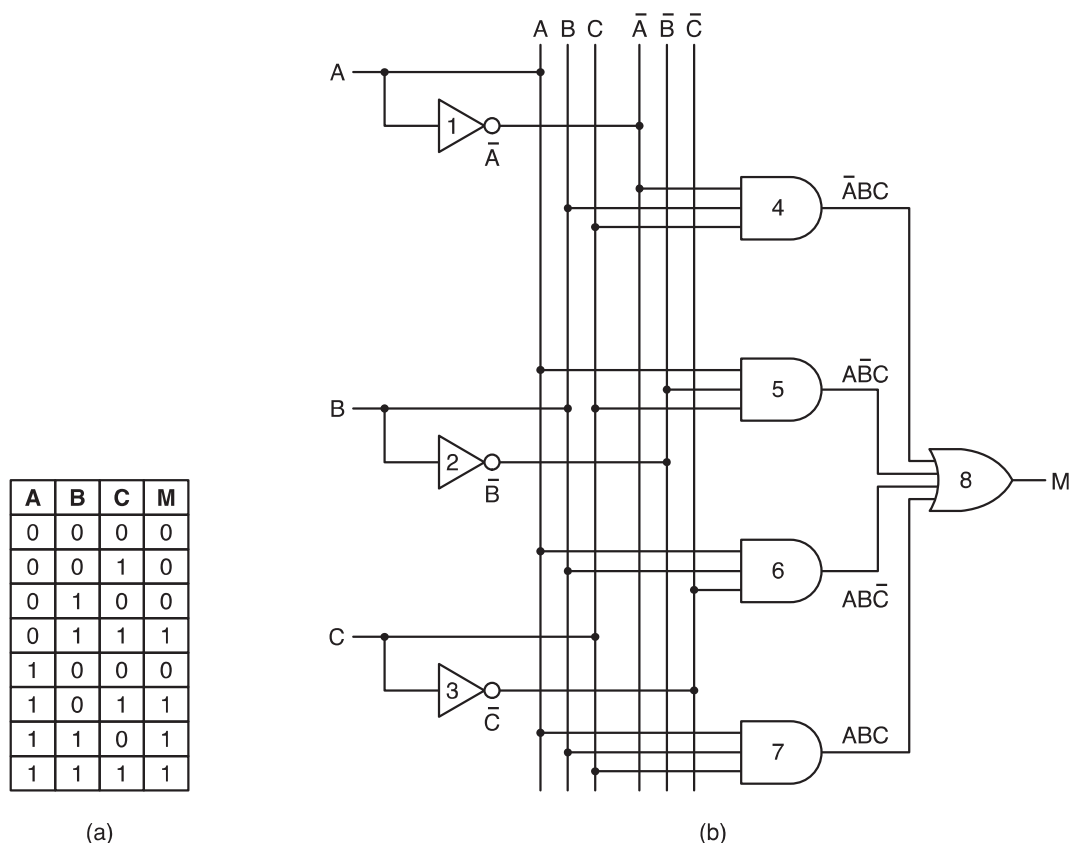 A B C A̅ B̅ C̅
A
1
A̅
4
A̅BC
5
AB̅C
B
2
B̅
8
M
6
ABC̅
C
3
C̅
7
ABC
A B C M
0 0 0 0
0 0 1 0
0 1 0 0
0 1 1 1
1 0 0 0
1 0 1 1
1 1 0 1
1 1 1 1
(a)
(b)